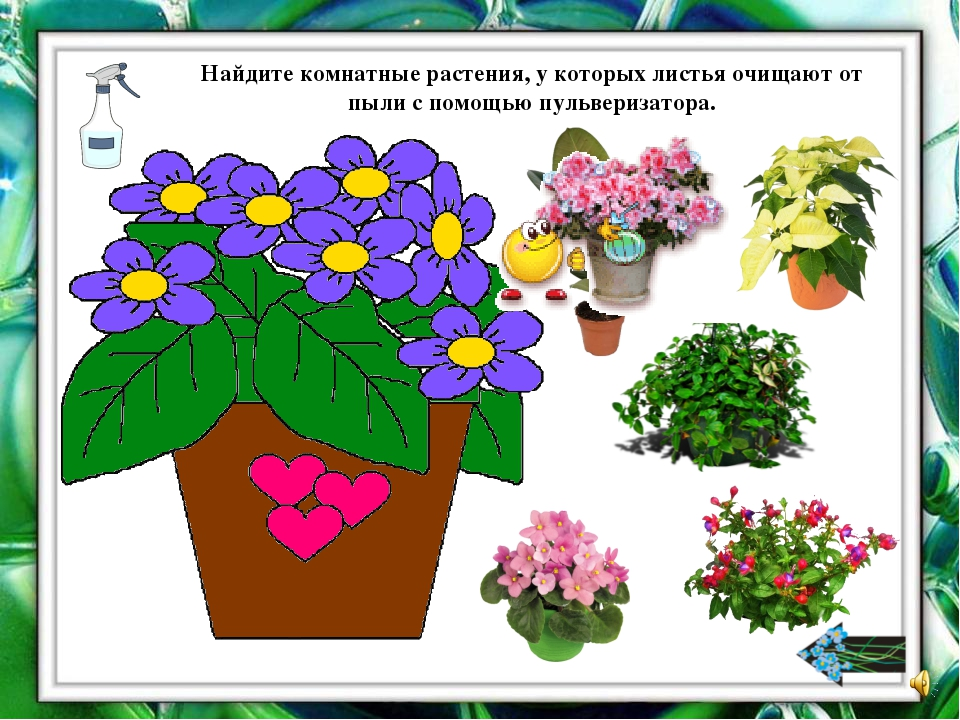 Найдите комнатные растения, у которых листья очищают от
пыли с помощью пульверизатора.